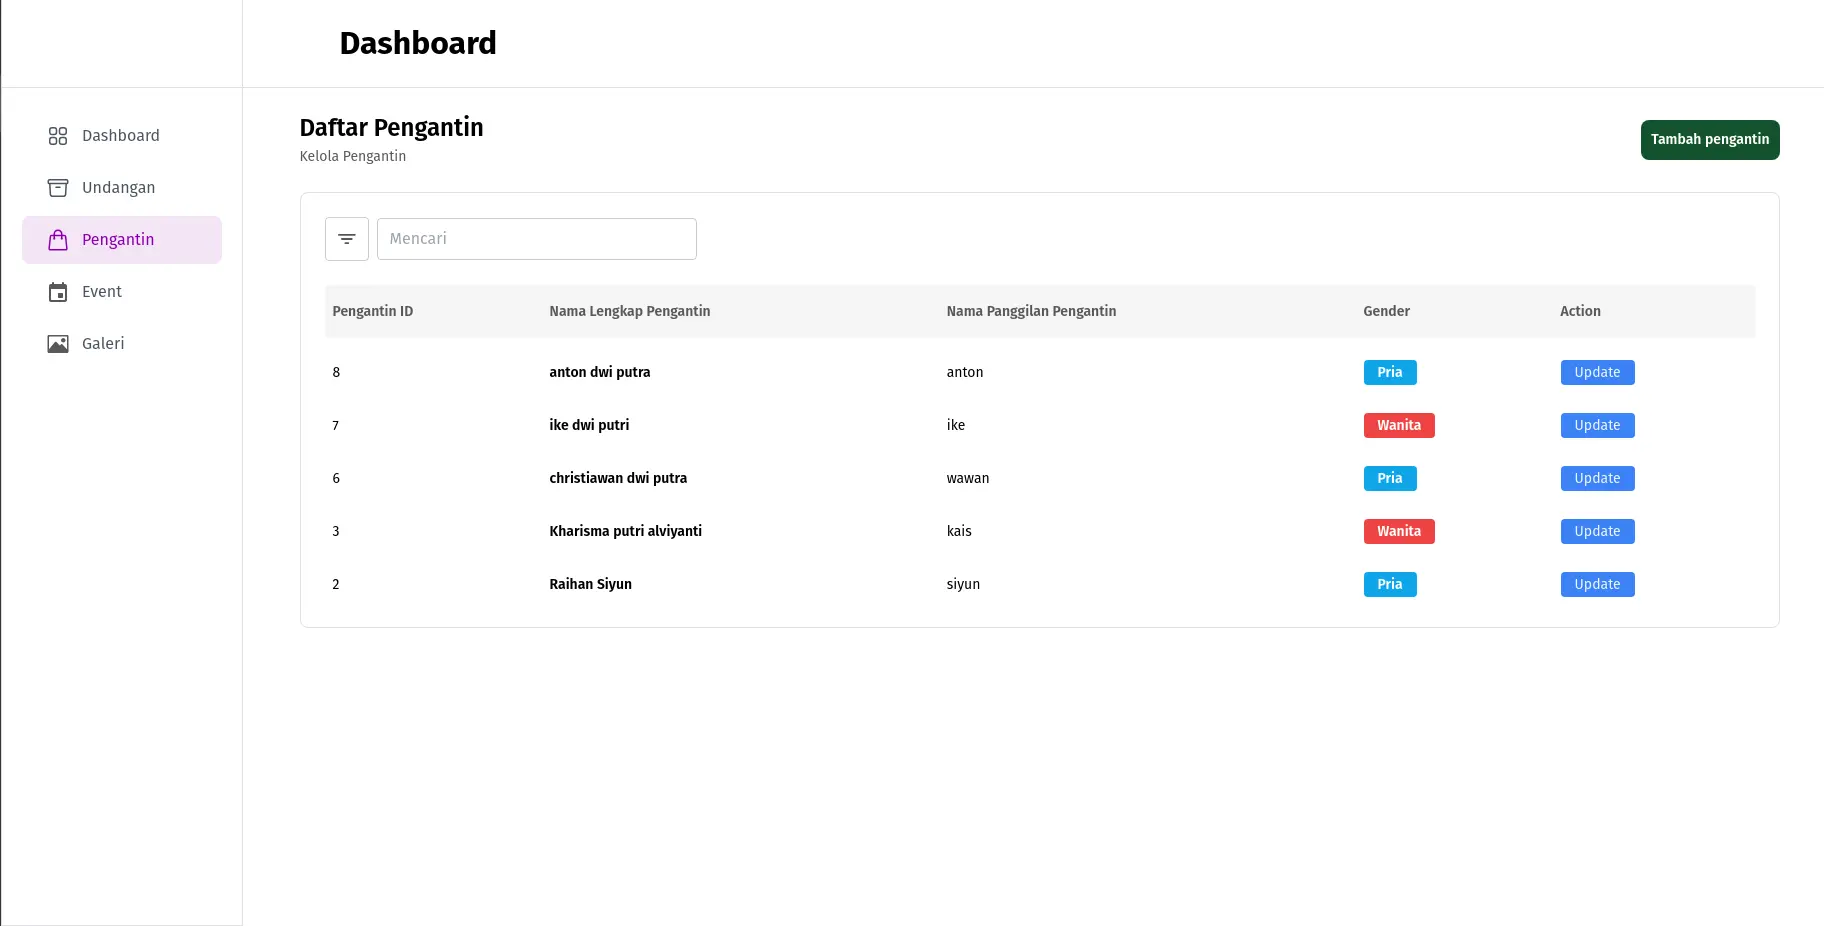 Dashboard
Dashboard
Undangan
Pengantin
Event
Galeri
Daftar Pengantin
Kelola Pengantin
Tambah pengantin
Mencari
Pengantin ID Nama Lengkap Pengantin Nama Panggilan Pengantin Gender Action
8 anton dwi putra anton Pria Update
7 ike dwi putri ike Wanita Update
6 christiawan dwi putra wawan Pria Update
3 Kharisma putri alviyanti kais Wanita Update
2 Raihan Siyun siyun Pria Update